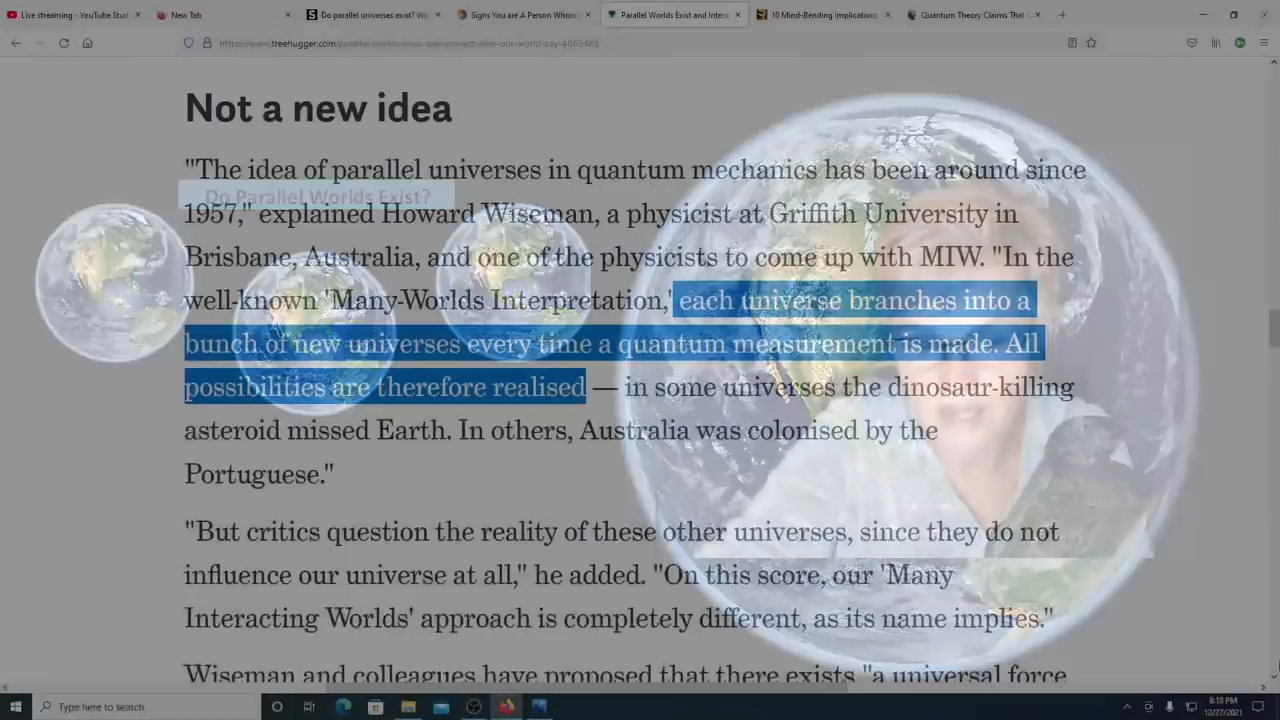 Live streaming - YouTube Stud
New Tab
Do parallel universes exist? We
Signs You are A Person Whose
Parallel Worlds Exist and Intera
10 Mind-Bending Implications
Quantum Theory Claims That C
Not a new idea
"The idea of parallel universes in quantum mechanics has been around since
Do Parallel Worlds Exist?
1957," explained Howard Wiseman, a physicist at Griffith University in
Brisbane, Australia, and one of the physicists to come up with MIW. "In the
well-known 'Many-Worlds Interpretation,' each universe branches into a
bunch of new universes every time a quantum measurement is made. All
possibilities are therefore realised — in some universes the dinosaur-killing
asteroid missed Earth. In others, Australia was colonised by the
Portuguese."
"But critics question the reality of these other universes, since they do not
influence our universe at all," he added. "On this score, our 'Many
Interacting Worlds' approach is completely different, as its name implies."
Wiseman and colleagues have proposed that there exists "a universal force
Type here to search
8:18 PM
12/27/2021